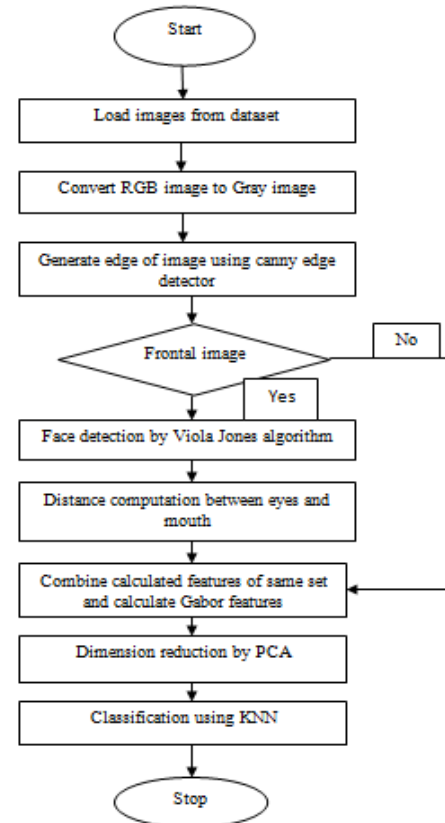 Start
Load images from dataset
Convert RGB image to Gray image
Generate edge of image using canny edge
detector
Frontal image
No
Yes
Face detection by Viola Jones algorithm
Distance computation between eyes and
mouth
Combine calculated features of same set
and calculate Gabor features
Dimension reduction by PCA
Classification using KNN
Stop